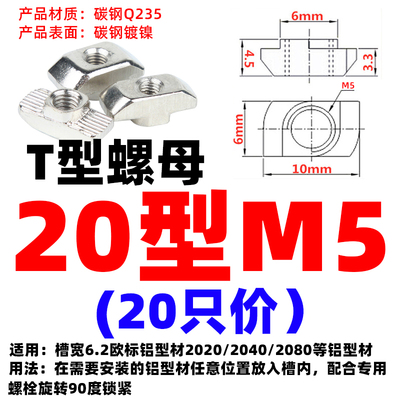 产品材质：碳钢Q235
产品表面：碳钢镀镍
6mm
4.5
3.3
M5
6mm
10mm
T型螺母
20型M5
(20只价）
适用：槽宽6.2欧标铝型材2020/2040/2080等铝型材
用法：在需要安装的铝型材任意位置放入槽内，配合专用
螺栓旋转90度锁紧